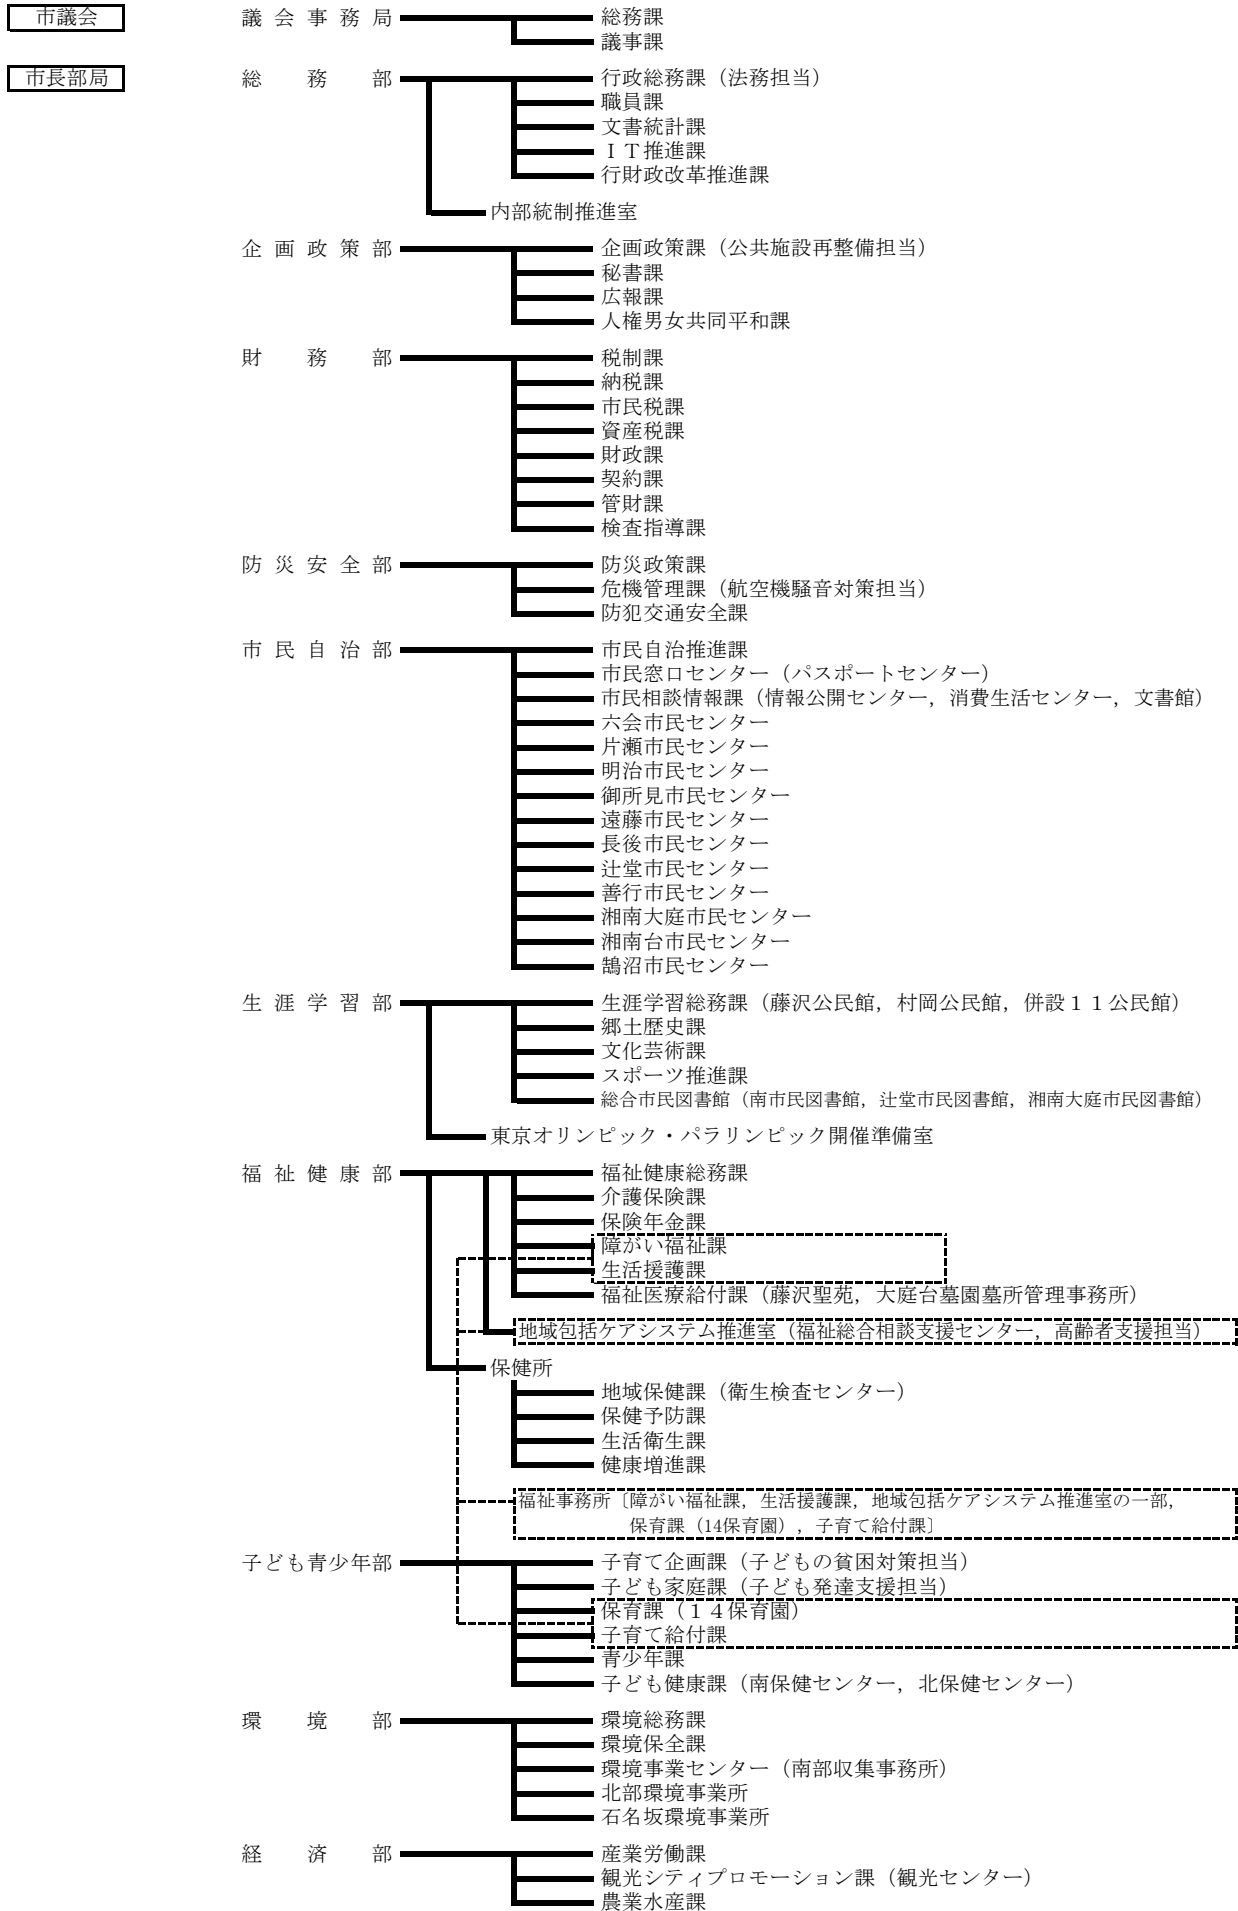 市議会　議会事務局　総務課
議事課
市長部局　総務部　行政総務課（法務担当）
職員課
文書統計課
ＩＴ推進課
行財政改革推進課
内部統制推進室
企画政策部　企画政策課（公共施設再整備担当）
秘書課
広報課
人権男女共同平和課
財務部　税制課
納税課
市民税課
資産税課
財政課
契約課
管財課
検査指導課
防災安全部　防災政策課
危機管理課（航空機騒音対策担当）
防犯交通安全課
市民自治部　市民自治推進課
市民窓口センター（パスポートセンター）
市民相談情報課（情報公開センター，消費生活センター，文書館）
六会市民センター
片瀬市民センター
明治市民センター
御所見市民センター
遠藤市民センター
長後市民センター
辻堂市民センター
善行市民センター
湘南大庭市民センター
湘南台市民センター
鵠沼市民センター
生涯学習部　生涯学習総務課（藤沢公民館，村岡公民館，併設１１公民館）
郷土歴史課
文化芸術課
スポーツ推進課
総合市民図書館（南市民図書館，辻堂市民図書館，湘南大庭市民図書館）
東京オリンピック・パラリンピック開催準備室
福祉健康部　福祉健康総務課
介護保険課
保険年金課
障がい福祉課
生活援護課
福祉医療給付課（藤沢聖苑，大庭台墓園墓所管理事務所）
地域包括ケアシステム推進室（福祉総合相談支援センター，高齢者支援担当）
保健所
地域保健課（衛生検査センター）
保健予防課
生活衛生課
健康増進課
福祉事務所〔障がい福祉課，生活援護課，地域包括ケアシステム推進室の一部，
保育課（14保育園），子育て給付課〕
子ども青少年部　子育て企画課（子どもの貧困対策担当）
子ども家庭課（子ども発達支援担当）
保育課（１４保育園）
子育て給付課
青少年課
子ども健康課（南保健センター，北保健センター）
環境部　環境総務課
環境保全課
環境事業センター（南部収集事務所）
北部環境事業所
石名坂環境事業所
経済部　産業労働課
観光シティプロモーション課（観光センター）
農業水産課